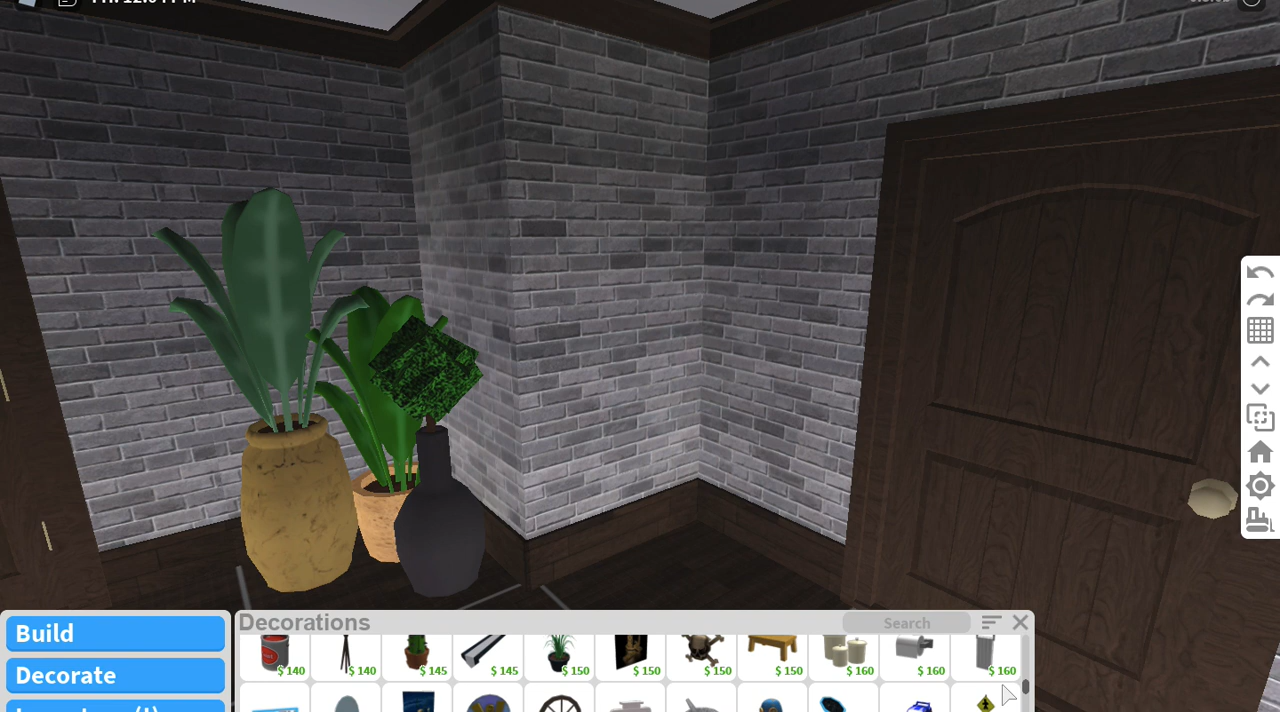 Decorations
Search
Build
Decorate
$ 140
$ 140
$ 145
$ 145
$ 150
$ 150
$ 150
$ 150
$ 160
$ 160
$ 160